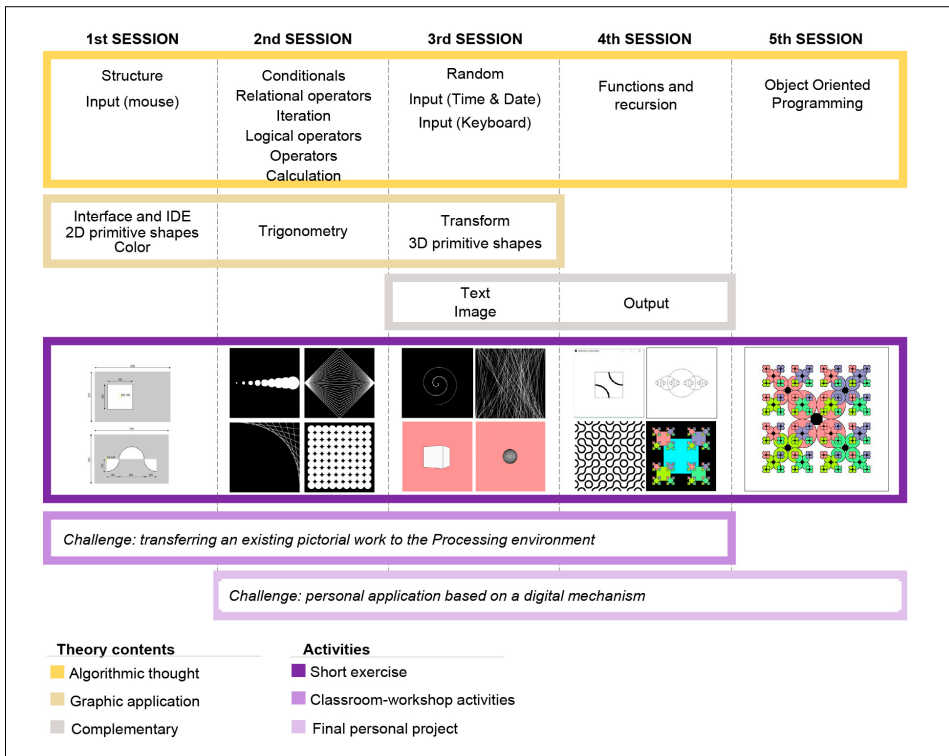 1st SESSION
2nd SESSION
3rd SESSION
4th SESSION
5th SESSION
Structure
Input (mouse)
Conditionals
Relational operators
Iteration
Logical operators
Operators
Calculation
Random
Input (Time & Date)
Input (Keyboard)
Functions and
recursion
Object Oriented
Programming
Interface and IDE
2D primitive shapes
Color
Trigonometry
Transform
3D primitive shapes
Text
Image
Output
Challenge: transferring an existing pictorial work to the Processing environment
Challenge: personal application based on a digital mechanism
Theory contents
Algorithmic thought
Graphic application
Complementary
Activities
Short exercise
Classroom-workshop activities
Final personal project